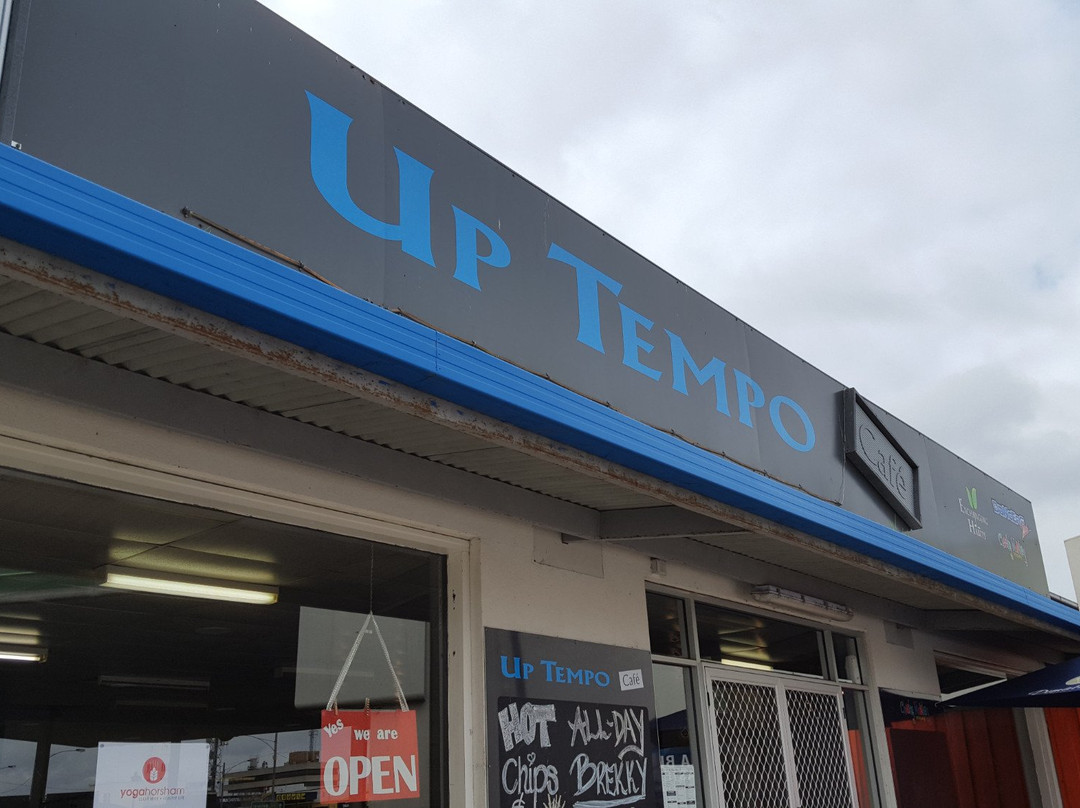 UP TEMPO
Café
UP TEMPO
Café
HOT
Chips
ALL-DAY
BREKKY
Yes
we are
OPEN
yogahorsham